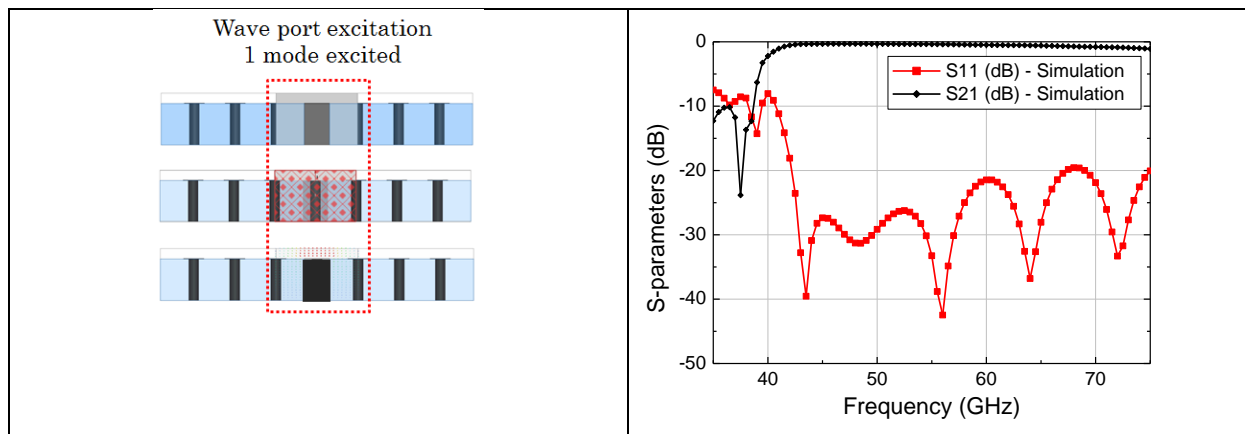 Wave port excitation
1 mode excited
0
-10
-20
-30
-40
-50
S-parameters (dB)
S11 (dB) - Simulation
S21 (dB) - Simulation
40 50 60 70
Frequency (GHz)